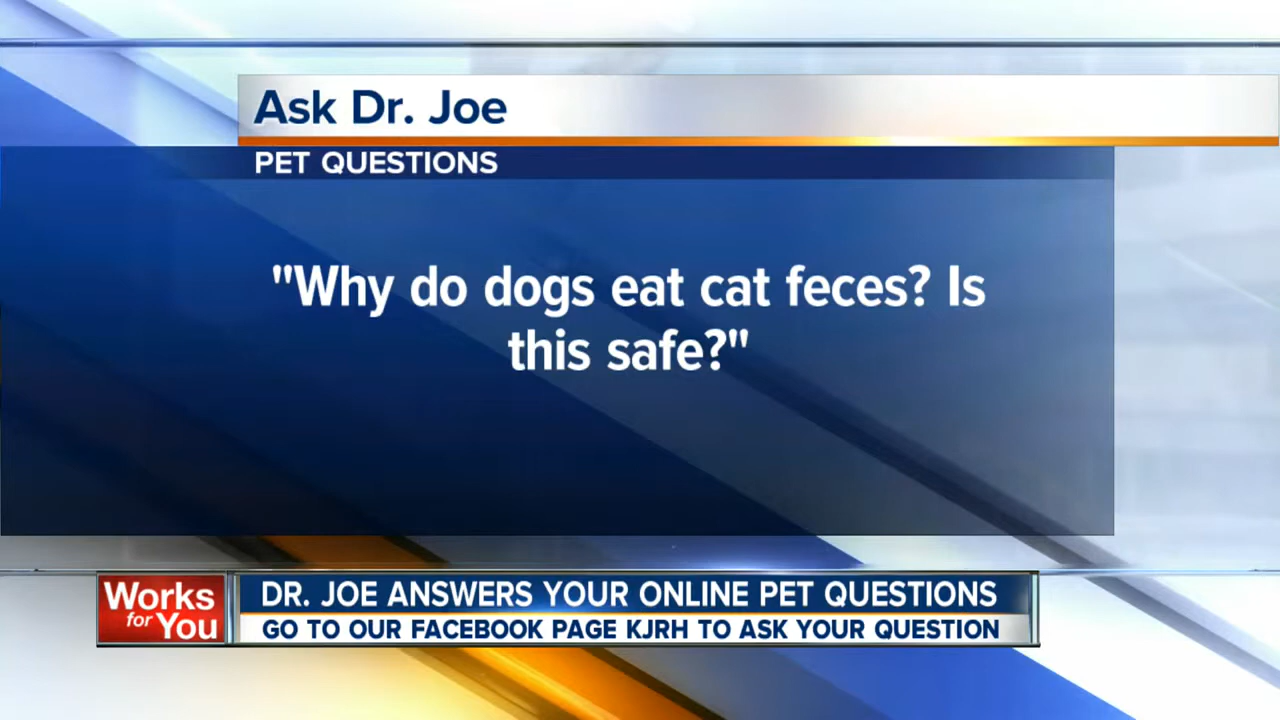 Ask Dr. Joe
PET QUESTIONS
"Why do dogs eat cat feces? Is
this safe?"
Works
for
You
DR. JOE ANSWERS YOUR ONLINE PET QUESTIONS
GO TO OUR FACEBOOK PAGE KJRH TO ASK YOUR QUESTION